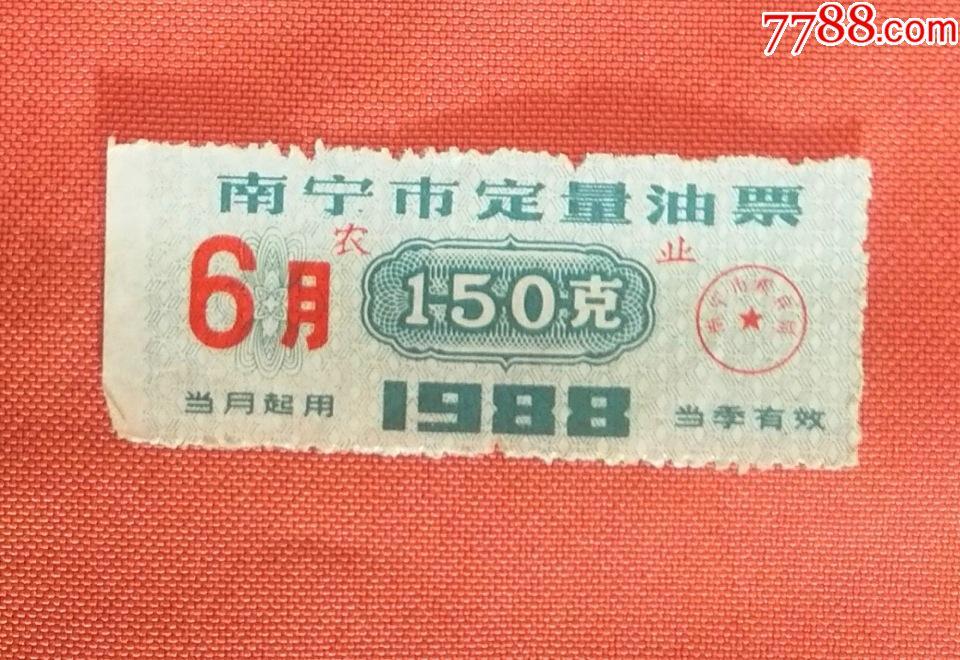 7788.com
南宁市定量油票
农业
6月
150克
1988
当月起用
当季有效